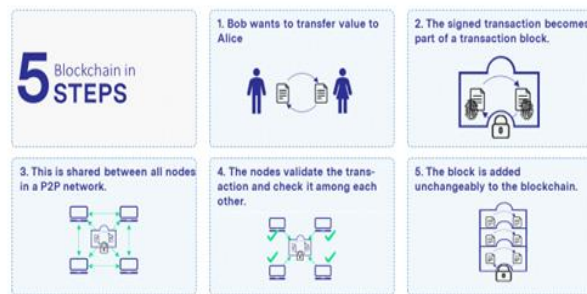 5 Blockchain in
STEPS
1. Bob wants to transfer value to
Alice
2. The signed transaction becomes
part of a transaction block.
3. This is shared between all nodes
in a P2P network.
4. The nodes validate the trans-
action and check it among each
other.
5. The block is added
unchangeably to the blockchain.